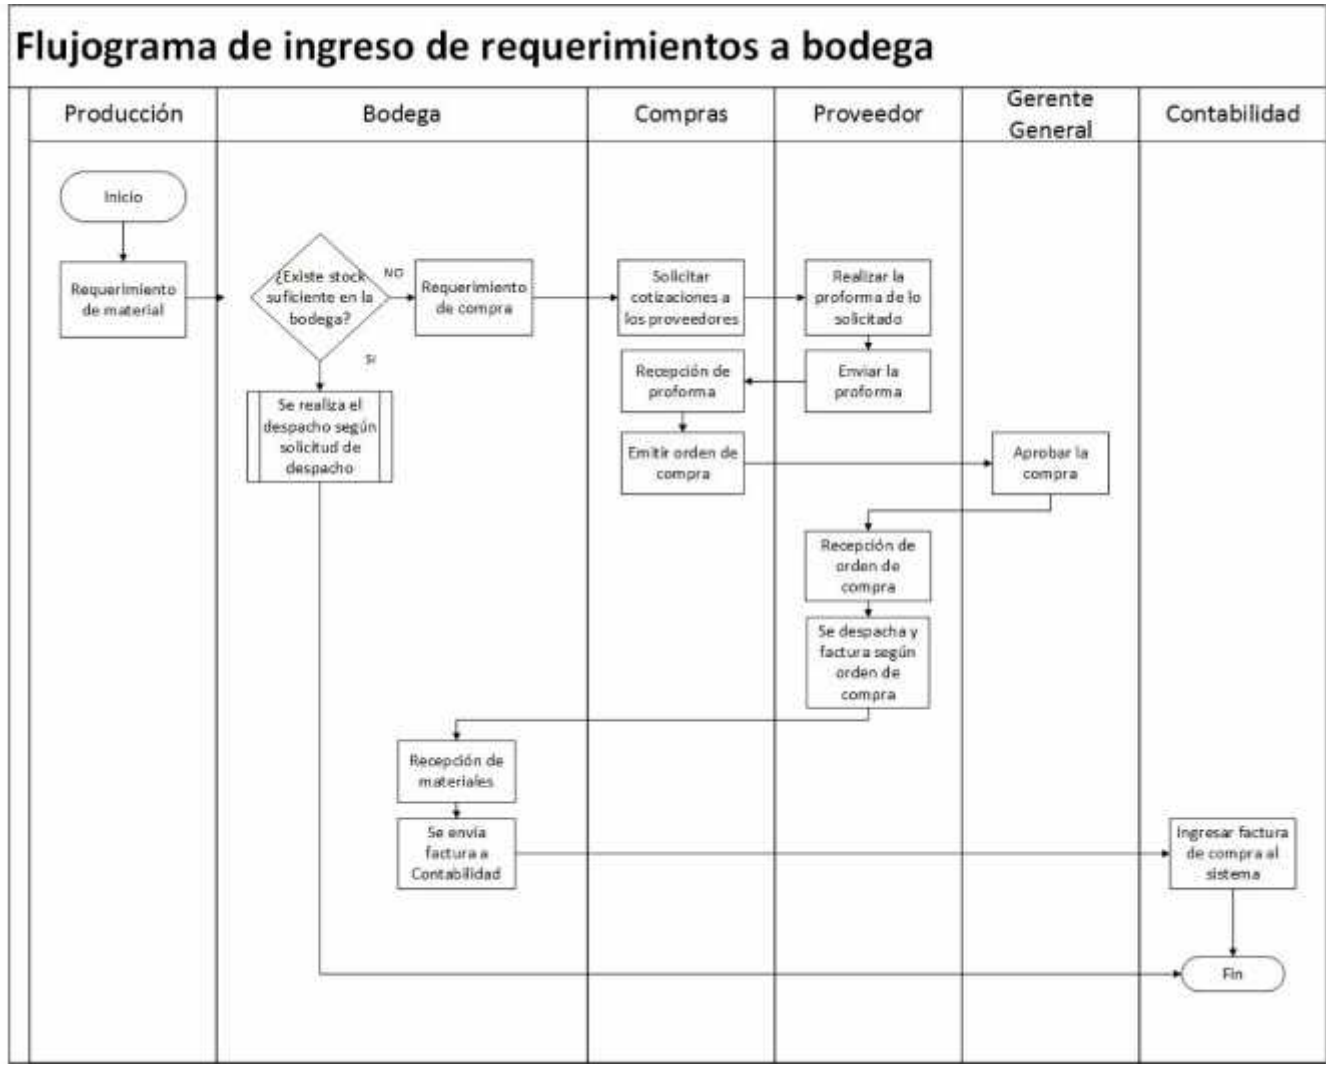 Flujograma de ingreso de requerimientos a bodega
Producción
Bodega
Compras
Proveedor
Gerente
General
Contabilidad
Inicio
Requerimiento
de material
¿Existe stock
suficiente en la
bodega?
NO
SI
Requerimiento
de compra
Solicitar
cotizaciones a
los proveedores
Realizar la
proforma de lo
solicitado
Enviar la
proforma
Recepción de
proforma
Se realiza el
despacho según
solicitud de
despacho
Emitir orden de
compra
Aprobar la
compra
Recepción de
orden de
compra
Se despacha y
factura según
orden de
compra
Recepción de
materiales
Se envía
factura a
Contabilidad
Ingresar factura
de compra al
sistema
Fin